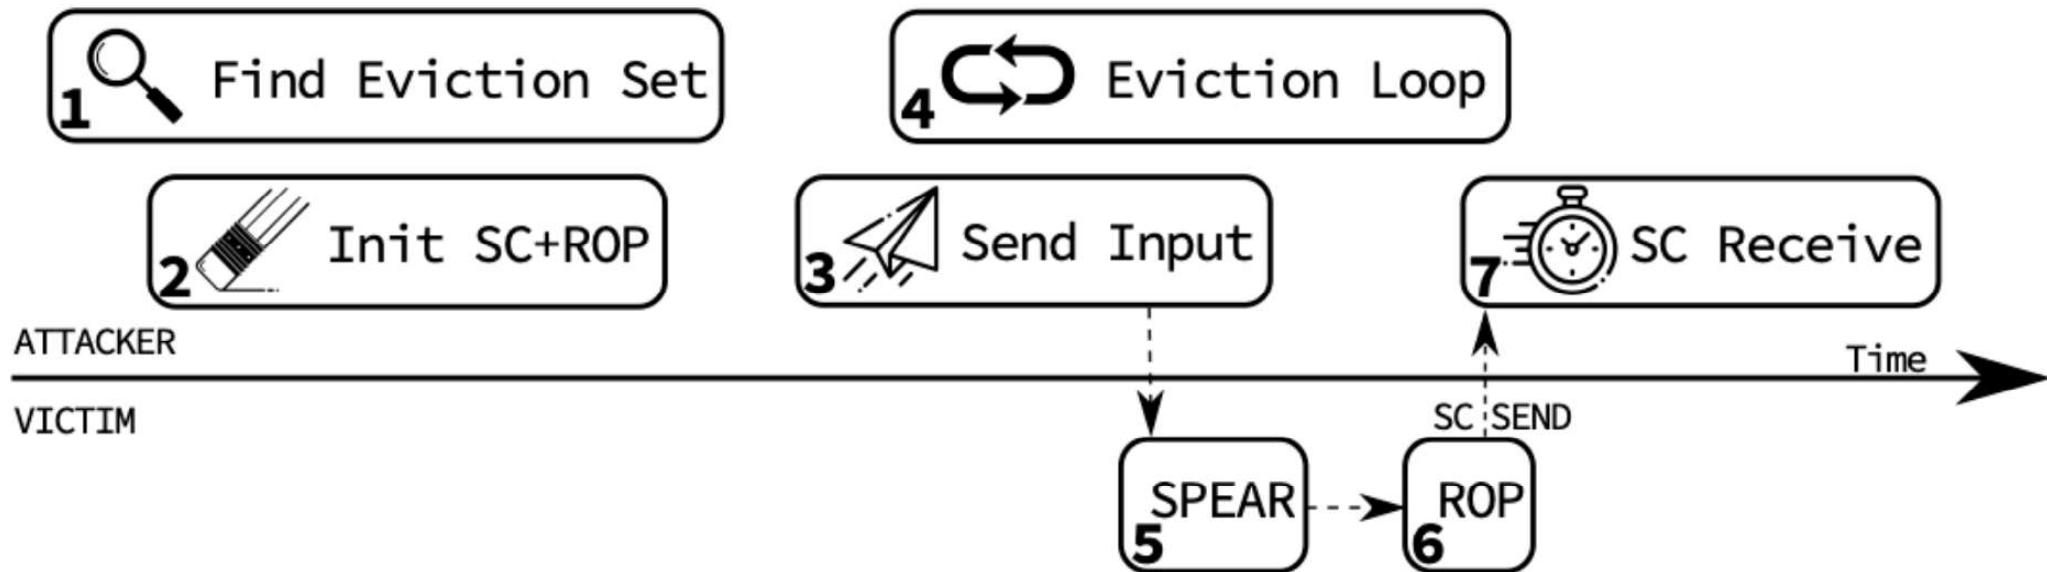 1 Find Eviction Set
4 Eviction Loop
2 Init SC+ROP
3 Send Input
7 SC Receive
ATTACKER
Time
VICTIM
SC SEND
5 SPEAR
6 ROP